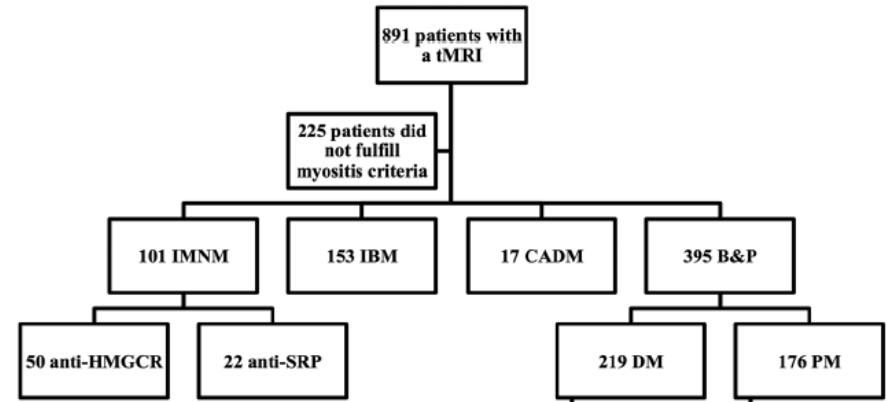 891 patients with
a tMRI
225 patients did
not fulfill
myositis criteria
101 IMNM
153 IBM
17 CADM
395 B&P
50 anti-HMGCR
22 anti-SRP
219 DM
176 PM